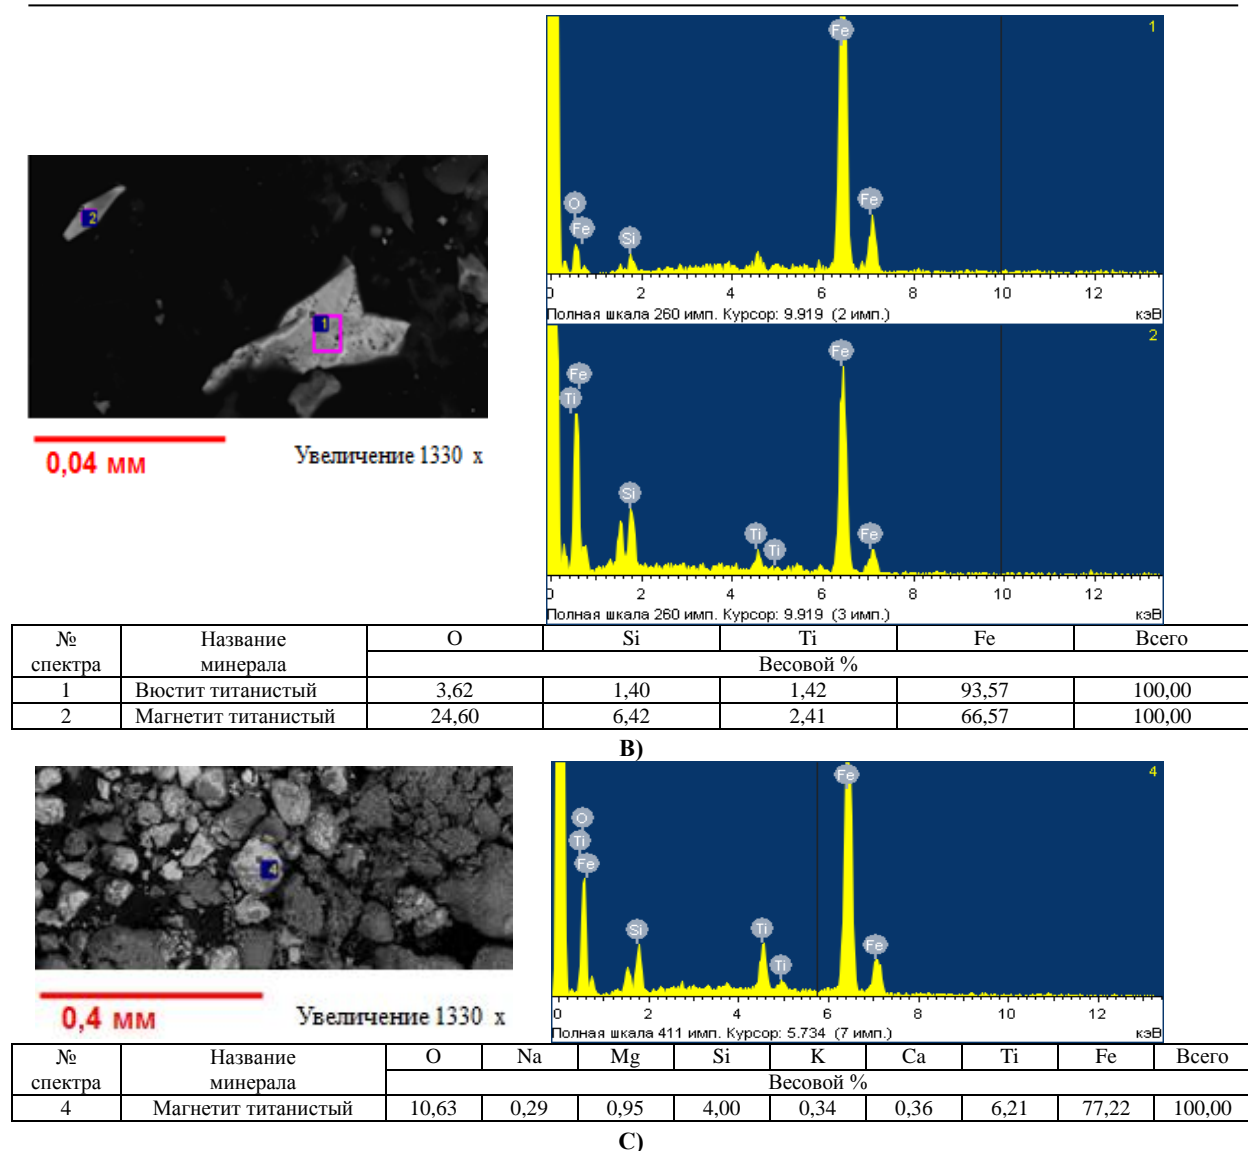 1
Fe
O
Fe
Fe
Si
2
1
0 2 4 6 8 10 12
Полная шкала 260 имп. Курсор: 9.919 (2 имп.) кэВ
2
Fe
Fe
Ti
Si
Ti
Ti
Fe
0 2 4 6 8 10 12
Полная шкала 260 имп. Курсор: 9.919 (3 имп.) кэВ
0,04 мм Увеличение 1330 x
№ Название O Si Ti Fe Всего
спектра минерала Весовой %
1 Вюстит титанистый 3,62 1,40 1,42 93,57 100,00
2 Магнетит титанистый 24,60 6,42 2,41 66,57 100,00
B)
4
4
Fe
O
Ti
Fe
Si
Ti
Ti
Fe
0 2 4 6 8 10 12
Полная шкала 411 имп. Курсор: 5.734 (7 имп.) кэВ
0,4 мм Увеличение 1330 x
№ Название O Na Mg Si K Ca Ti Fe Всего
спектра минерала Весовой %
4 Магнетит титанистый 10,63 0,29 0,95 4,00 0,34 0,36 6,21 77,22 100,00
C)